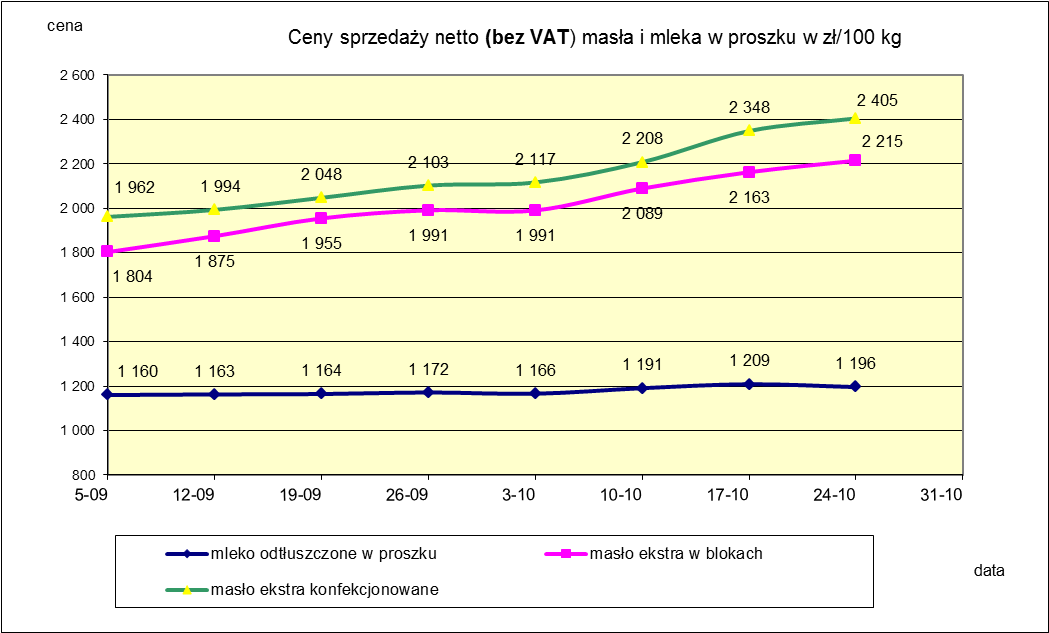 cena
Ceny sprzedaży netto (bez VAT) masła i mleka w proszku w zł/100 kg
2 600
2 400
2 200
2 000
1 800
1 600
1 400
1 200
1 000
800
1 962 1 994 2 048 2 103 2 117 2 208 2 348 2 405
1 804 1 875 1 955 1 991 1 991 2 089 2 163 2 215
1 160 1 163 1 164 1 172 1 166 1 191 1 209 1 196
5-09 12-09 19-09 26-09 3-10 10-10 17-10 24-10 31-10
mleko odtłuszczone w proszku masło ekstra w blokach
masło ekstra konfekcjonowane
data